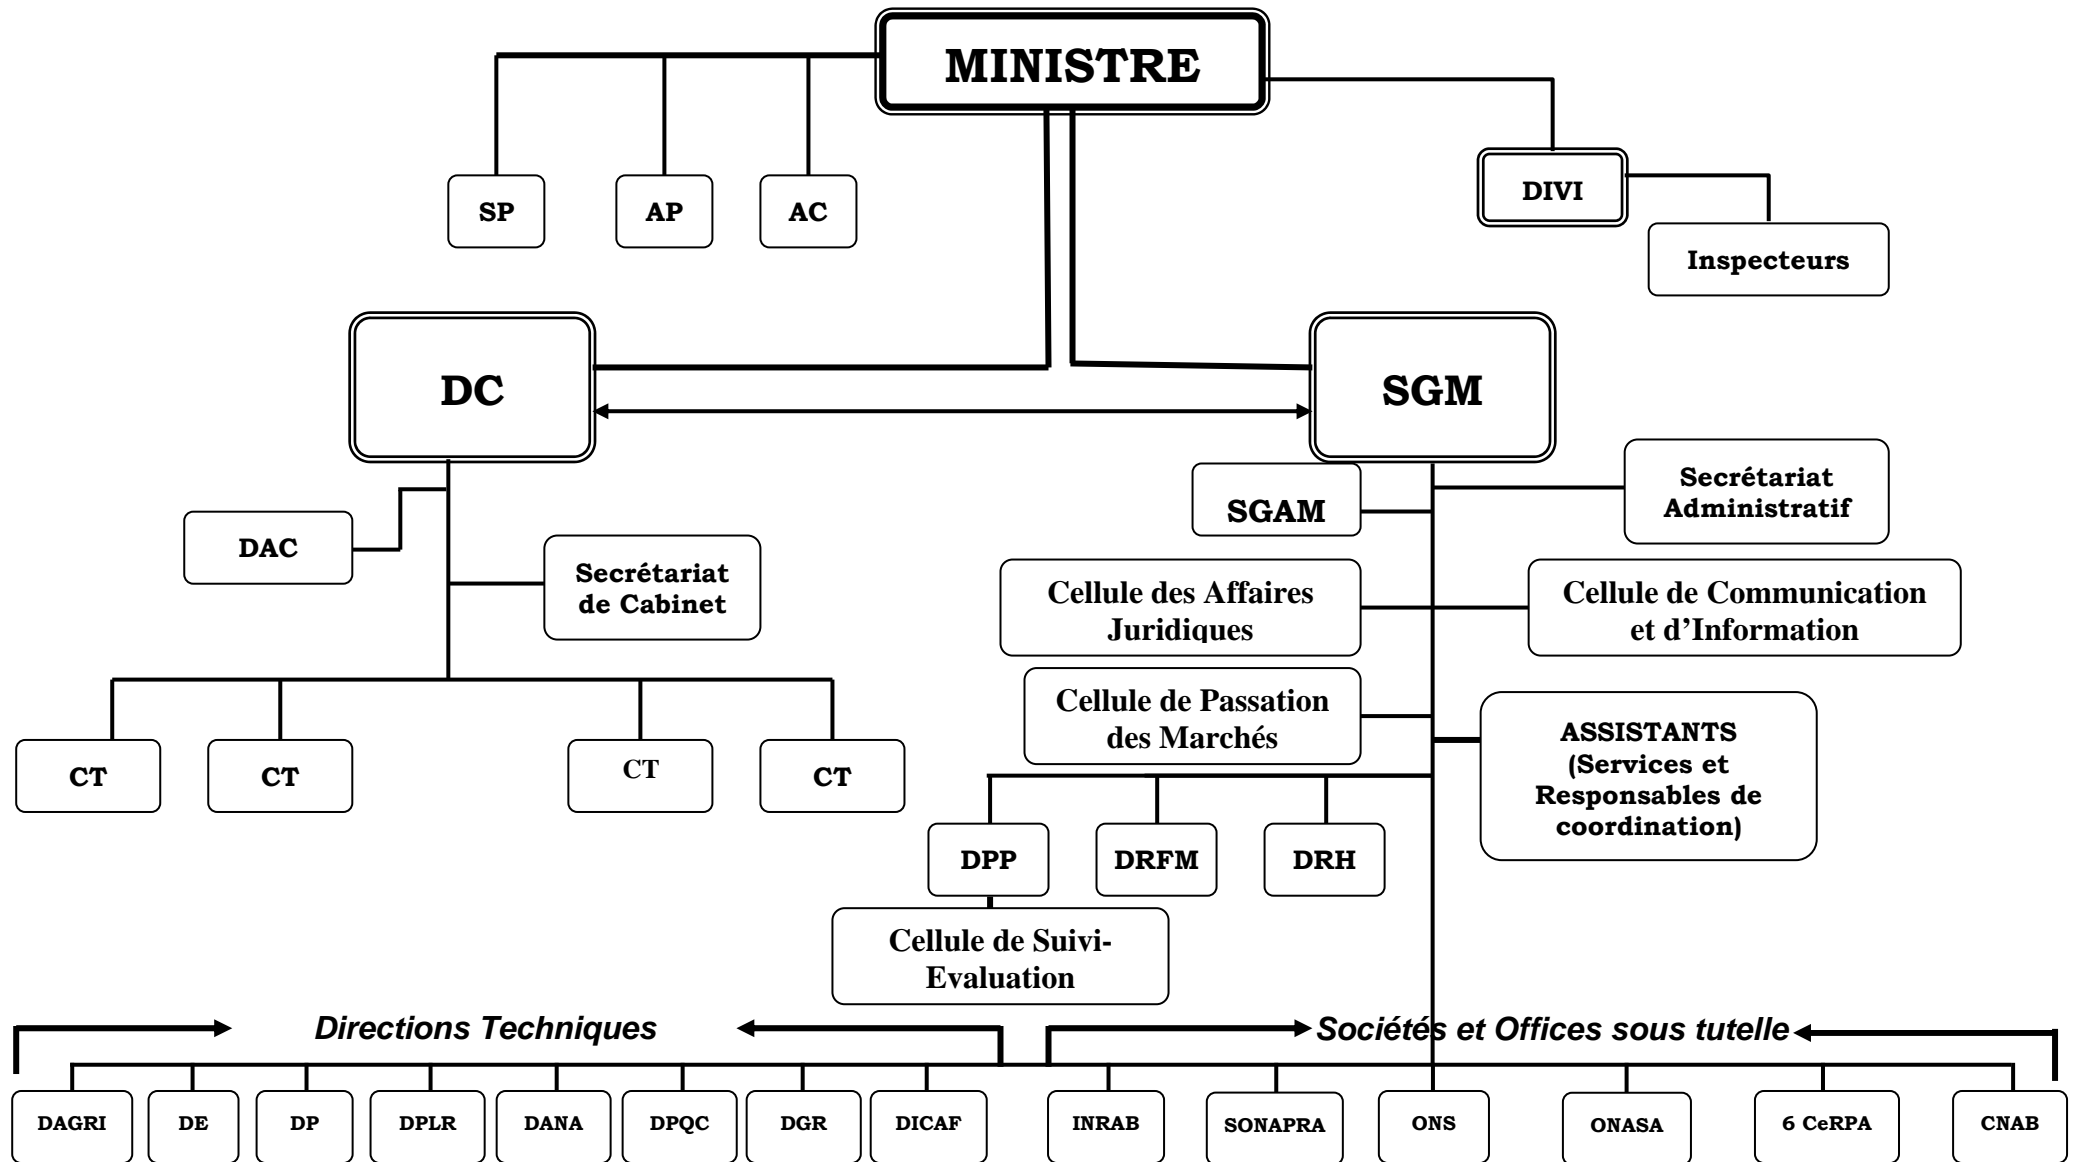 MINISTRE
SP
AP
AC
DIVI
Inspecteurs
DC
SGM
SGAM
Secrétariat
Administratif
DAC
Secrétariat
de Cabinet
Cellule des Affaires
Juridiques
Cellule de Communication
et d’Information
Cellule de Passation
des Marchés
ASSISTANTS
(Services et
Responsables de
coordination)
CT
CT
CT
CT
DPP
DRFM
DRH
Cellule de Suivi-
Evaluation
Directions Techniques
Sociétés et Offices sous tutelle
DAGRI
DE
DP
DPLR
DANA
DPQC
DGR
DICAF
INRAB
SONAPRA
ONS
ONASA
6 CeRPA
CNAB